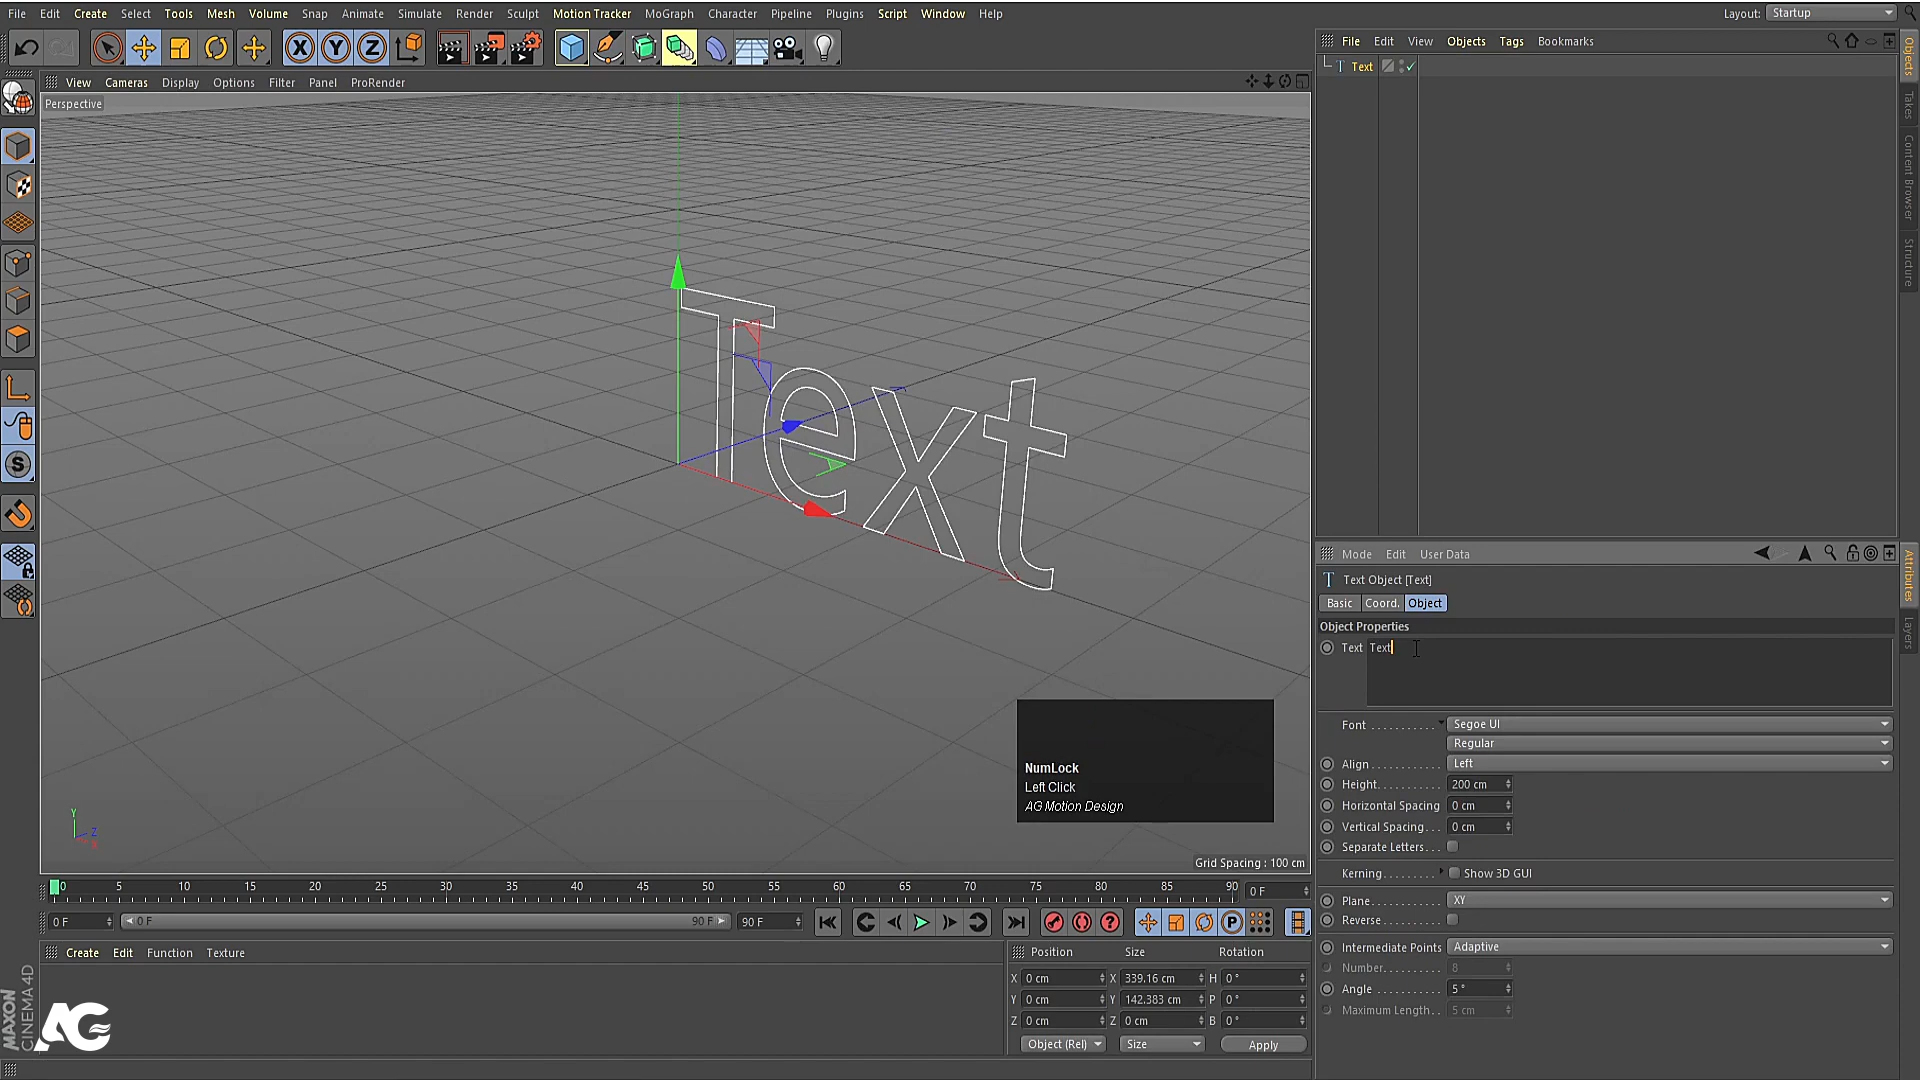 File Edit Create Select Tools Mesh Volume Snap Animate Simulate Render Sculpt Motion Tracker MoGraph Character Pipeline Plugins Script Window Help
Layout: Startup
View Cameras Display Options Filter Panel ProRender
Perspective
Text
NumLock
Left Click
AG Motion Design
Grid Spacing : 100 cm
0 5 10 15 20 25 30 35 40 45 50 55 60 65 70 75 80 85 90 0 F
0 F 0 F 90 F 90 F
Create Edit Function Texture
Position Size Rotation
X 0 cm X 339.16 cm H 0 °
Y 0 cm Y 142.383 cm P 0 °
Z 0 cm Z 0 cm B 0 °
Object (Rel) Size Apply
MAXON
CINEMA 4D
AG
File Edit View Objects Tags Bookmarks
Text
Objects
Takes
Content Browser
Structure
Mode Edit User Data
Text Object [Text]
Basic Coord. Object
Object Properties
Text Text
Font . . . . . . . . . . Segoe UI
Regular
Align . . . . . . . . . . Left
Height. . . . . . . . . . 200 cm
Horizontal Spacing 0 cm
Vertical Spacing. . . 0 cm
Separate Letters. . . 
Kerning. . . . . . . . . Show 3D GUI
Plane. . . . . . . . . . . XY
Reverse. . . . . . . . . 
Intermediate Points Adaptive
Number. . . . . . . . . 8
Angle . . . . . . . . . . 5 °
Maximum Length. . 5 cm
Attributes
Layers
X Y Z
S
P
Y
Z
X